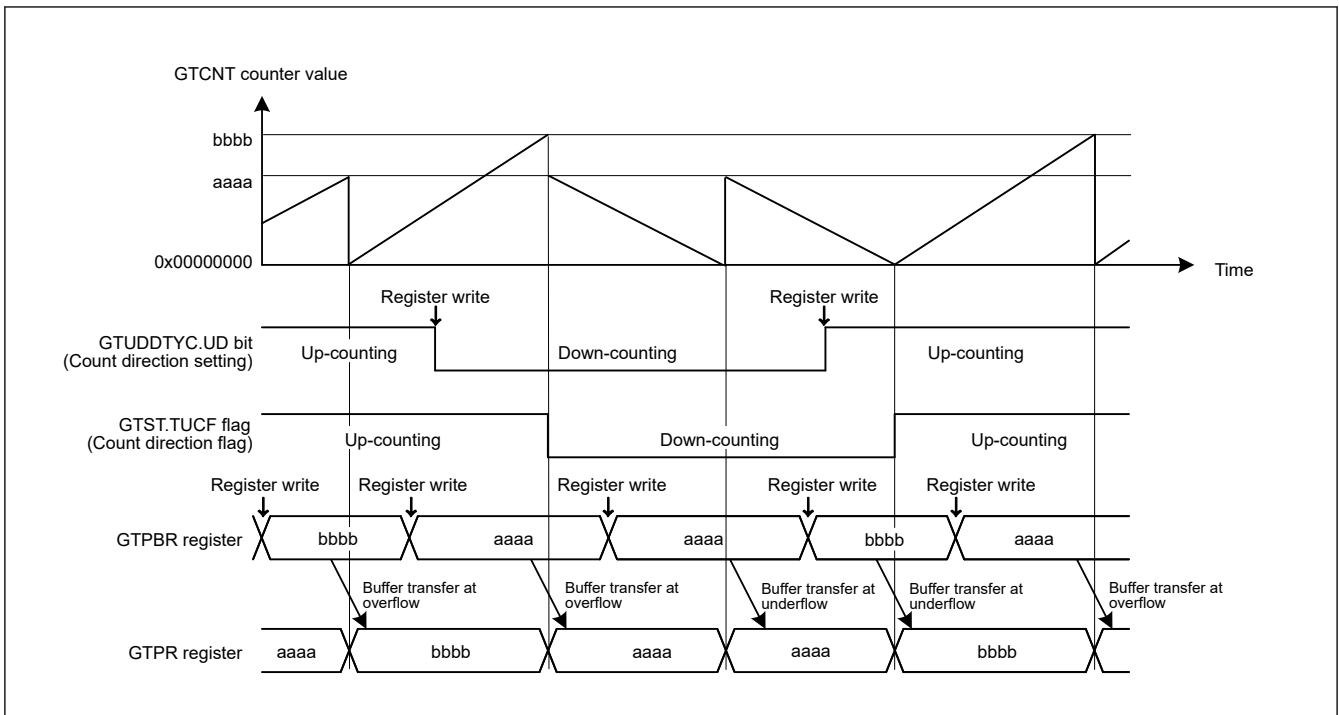 GTCNT counter value
bbbb
aaaa
0x00000000
Time
Register write
Register write
GTUDDTYC.UD bit
(Count direction setting)
Up-counting
Down-counting
Up-counting
GTST.TUCF flag
(Count direction flag)
Up-counting
Down-counting
Up-counting
Register write
Register write
Register write
Register write
Register write
GTPBR register
bbbb
aaaa
aaaa
bbbb
aaaa
Buffer transfer at
overflow
Buffer transfer at
overflow
Buffer transfer at
underflow
Buffer transfer at
underflow
Buffer transfer at
overflow
GTPR register
aaaa
bbbb
aaaa
aaaa
bbbb